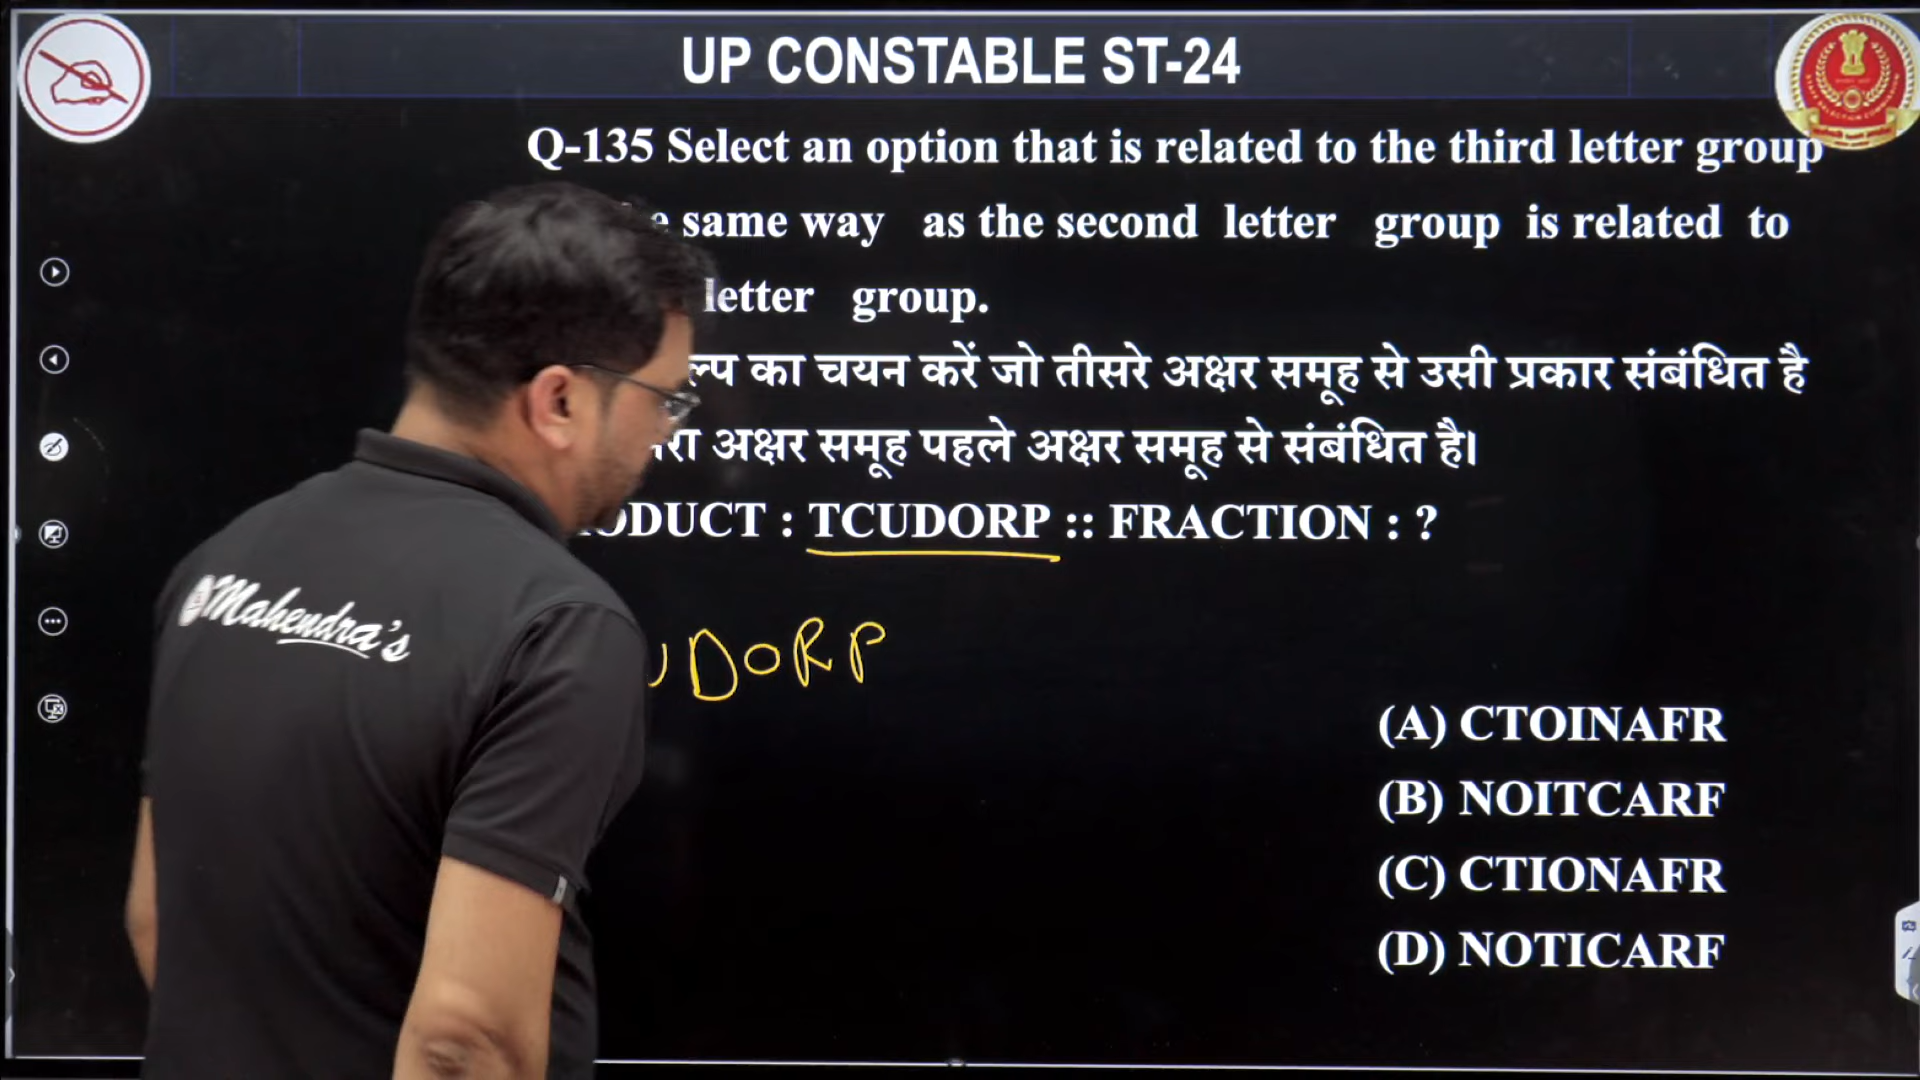 UP CONSTABLE ST-24
Q-135 Select an option that is related to the third letter group
same way as the second letter group is related to
letter group.
का चयन करें जो तीसरे अक्षर समूह से उसी प्रकार संबंधित है
अक्षर समूह पहले अक्षर समूह से संबंधित है।
ODUCT : TCUDORP :: FRACTION : ?
UDORP
Mahendra's
(A) CTOINAFR
(B) NOITCARF
(C) CTIONAFR
(D) NOTICARF